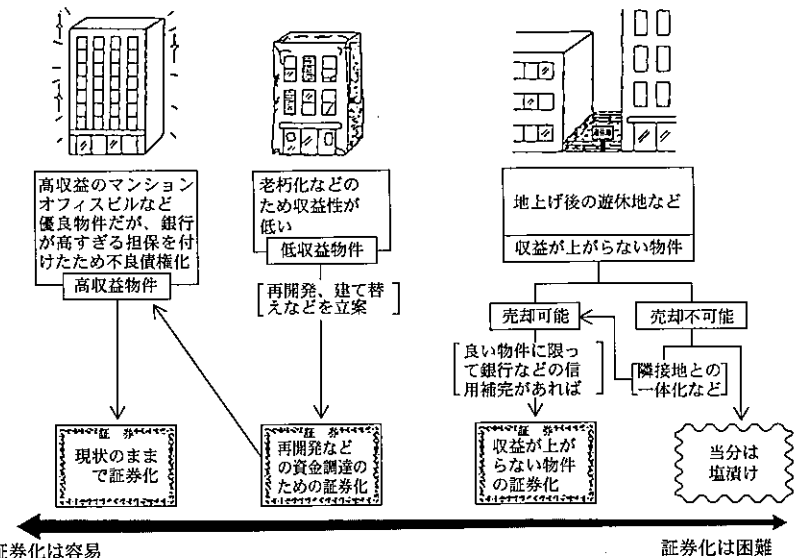 高収益のマンション
オフィスビルなど
優良物件だが、銀行
が高すぎる担保を付
けたため不良債権化
高収益物件
老朽化などの
ため収益性が
低い
低収益物件
再開発、建て替
えなどを立案
地上げ後の遊休地など
収益が上がらない物件
売却可能
売却不可能
良い物件に限っ
て銀行などの信
用補完があれば
隣接地との
一体化など
証券
現状のまま
で証券化
証券
再開発など
の資金調達の
ための証券化
証券
収益が上が
らない物件
の証券化
当分は
塩漬け
証券化は容易
証券化は困難